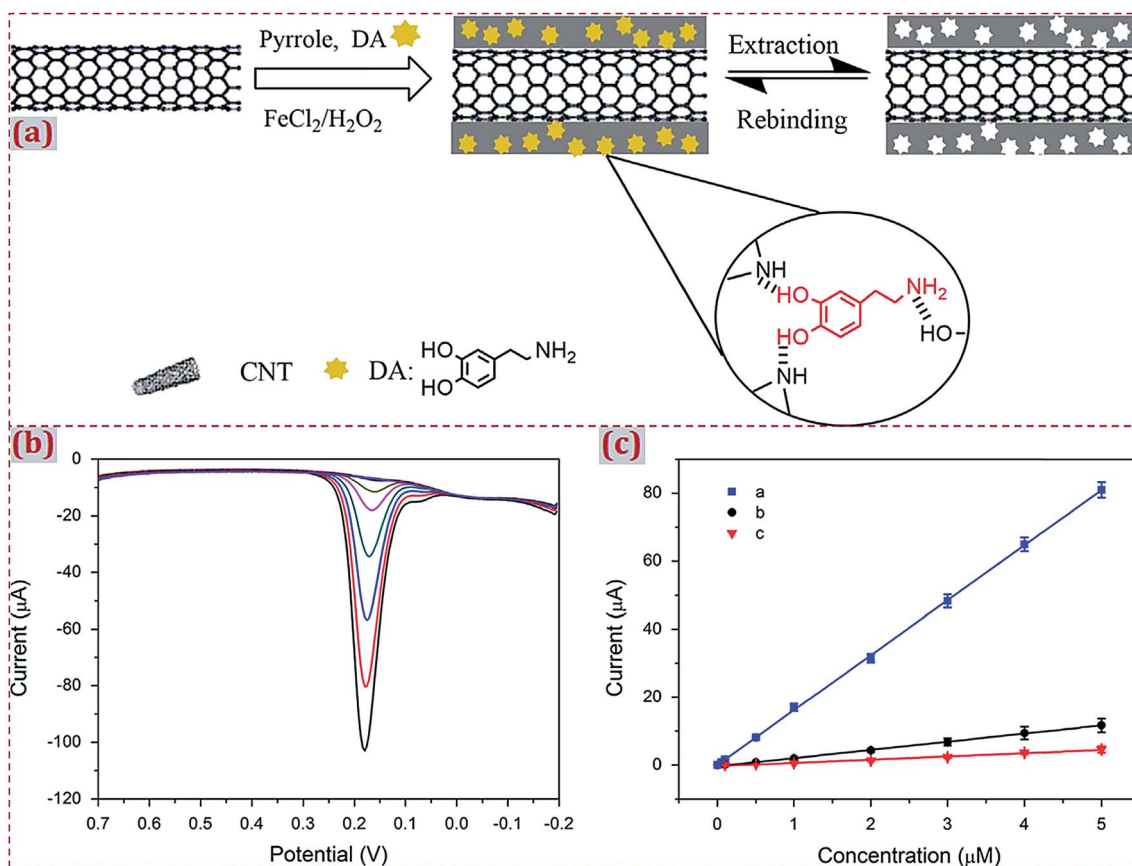 Pyrrole, DA
FeCl₂/H₂O₂
Extraction
Rebinding
(a)
NH
HO
NH₂
HO
HO-
NH
CNT
DA:
HO
NH₂
HO
(b)
0
-20
-40
-60
-80
-100
-120
Current (μA)
0.7 0.6 0.5 0.4 0.3 0.2 0.1 0.0 -0.1 -0.2
Potential (V)
(c)
a
b
c
80
60
40
20
0
Current (μA)
0 1 2 3 4 5
Concentration (μM)